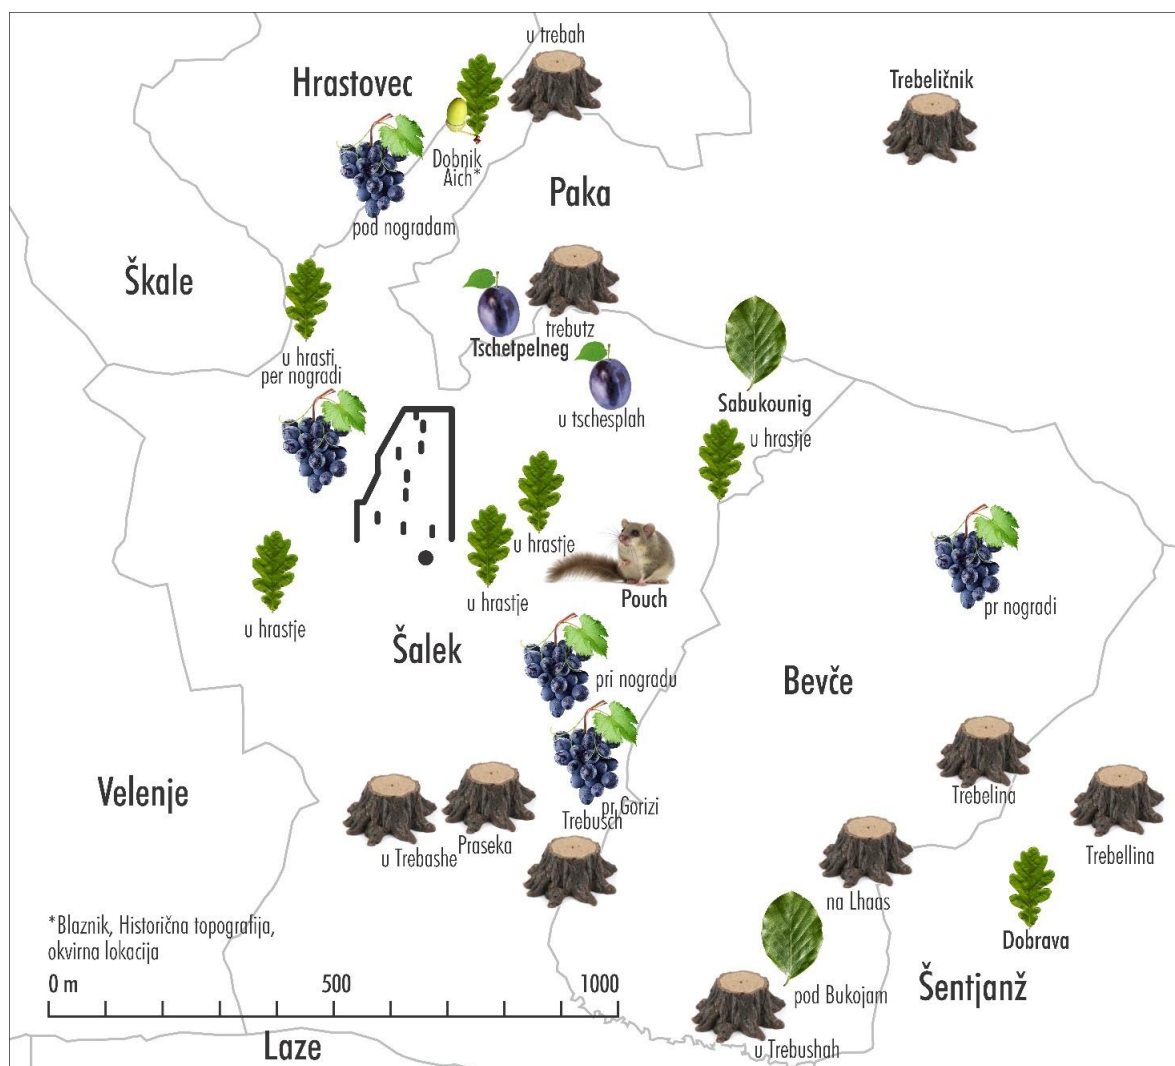 u trebah
Hrastovec
Trebeličnik
Dobnik
Aich*
Paka
pod nogradam
Škale
trebutz
Tschetpelneg
u hrasti
per nogradi
Sabukounig
u tschesplah
u hrastje
u hrastje
u hrastje
Pouch
pr nogradi
u hrastje
Šalek
pri nogradu
Bevče
Velenje
Trebelina
pr Gorizi
Trebusch
Praseka
u Trebashe
Trebellina
na Lhaas
*Blaznik, Historična topografija,
okvirna lokacija
Dobrava
0 m 500 1000
pod Bukojam
Šentjanž
Laze
u Trebushah